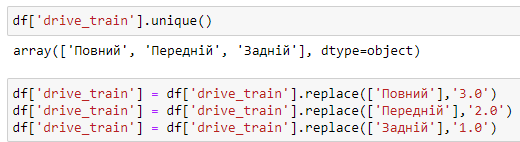 df['drive_train'].unique()
array(['Повний', 'Передній', 'Задній'], dtype=object)
df['drive_train'] = df['drive_train'].replace(['Повний'],'3.0')
df['drive_train'] = df['drive_train'].replace(['Передній'],'2.0')
df['drive_train'] = df['drive_train'].replace(['Задній'],'1.0')